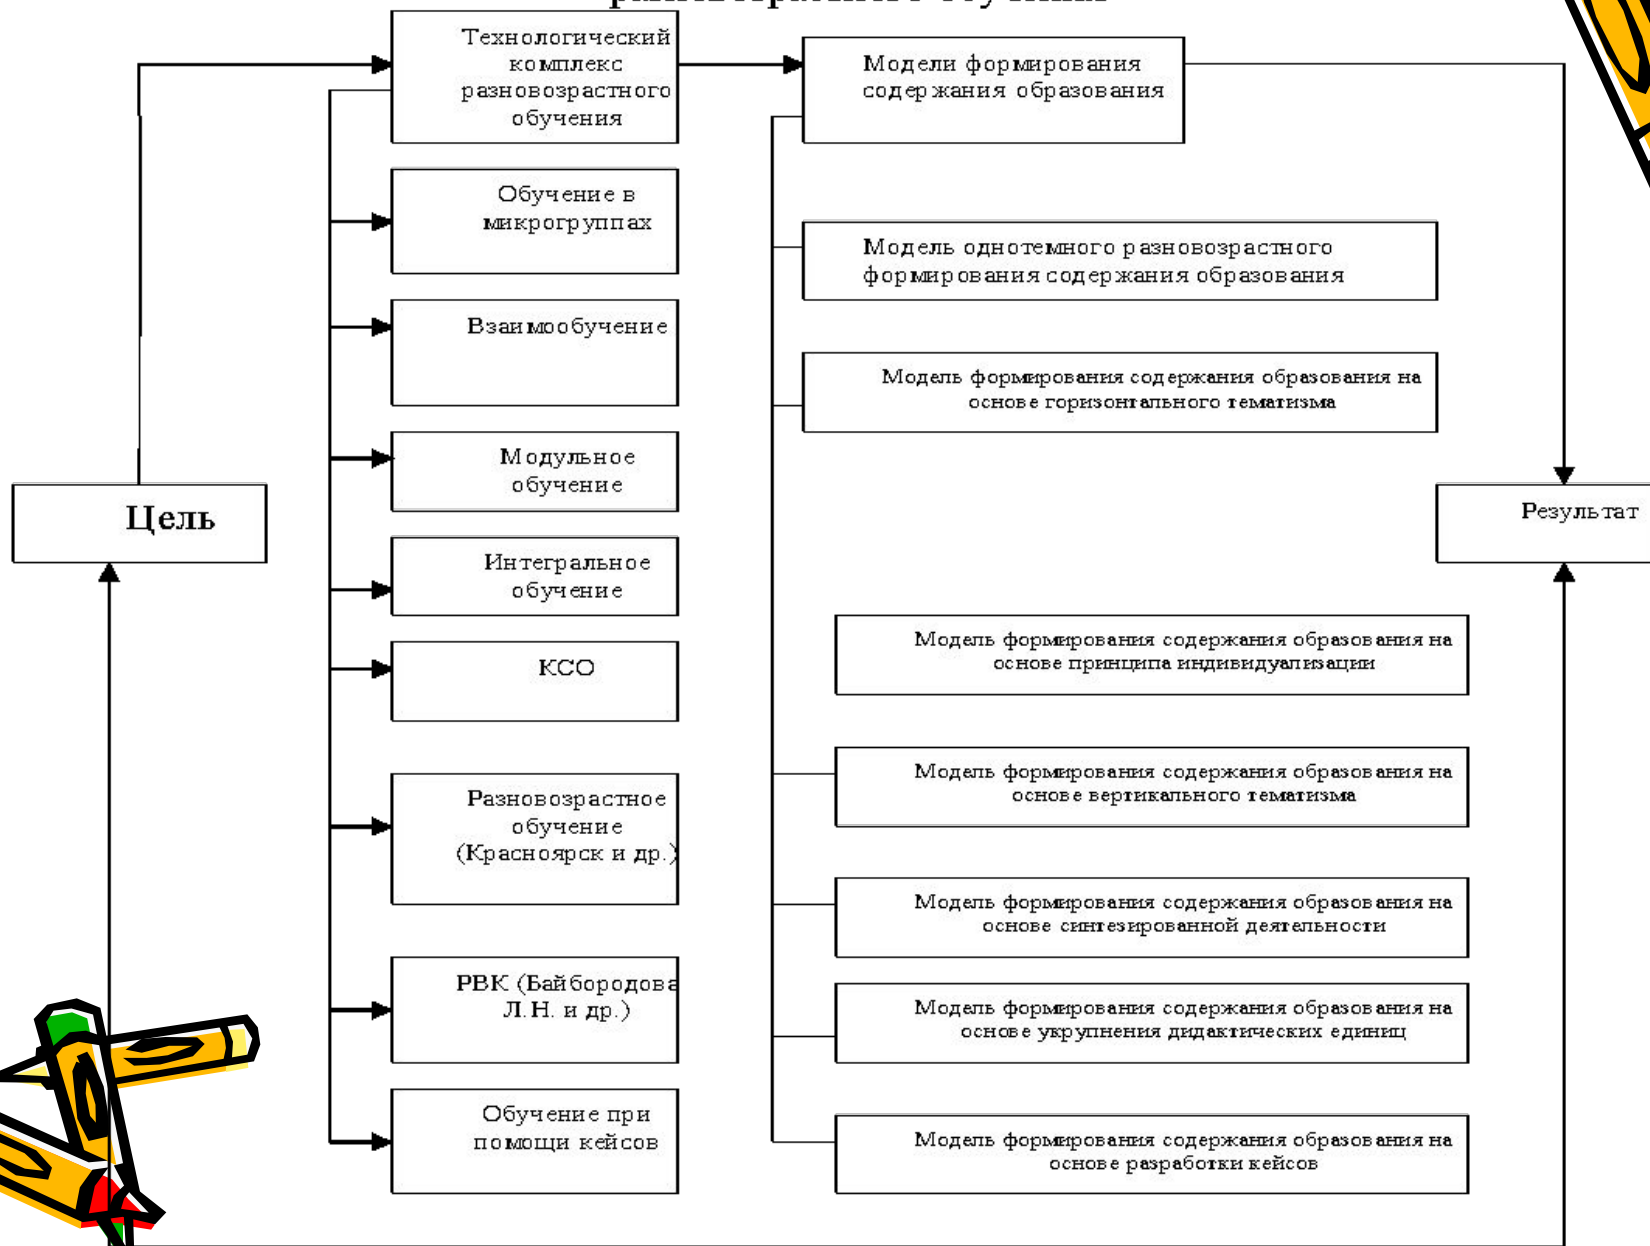 разновозрастного обучения
Технологический
комплекс
разновозрастного
обучения
Модели формирования
содержания образования
Обучение в
микрогруппах
Модель однотемного разновозрастного
формирования содержания образования
Взаимообучение
Модель формирования содержания образования на
основе горизонтального тематизма
Модульное
обучение
Цель
Результат
Интегральное
обучение
КСО
Модель формирования содержания образования на
основе принципа индивидуализации
Разновозрастное
обучение
(Красноярск и др.)
Модель формирования содержания образования на
основе вертикального тематизма
Модель формирования содержания образования на
основе синтезированной деятельности
РВК (Байбородова
Л.Н. и др.)
Модель формирования содержания образования на
основе укрупнения дидактических единиц
Обучение при
помощи кейсов
Модель формирования содержания образования на
основе разработки кейсов